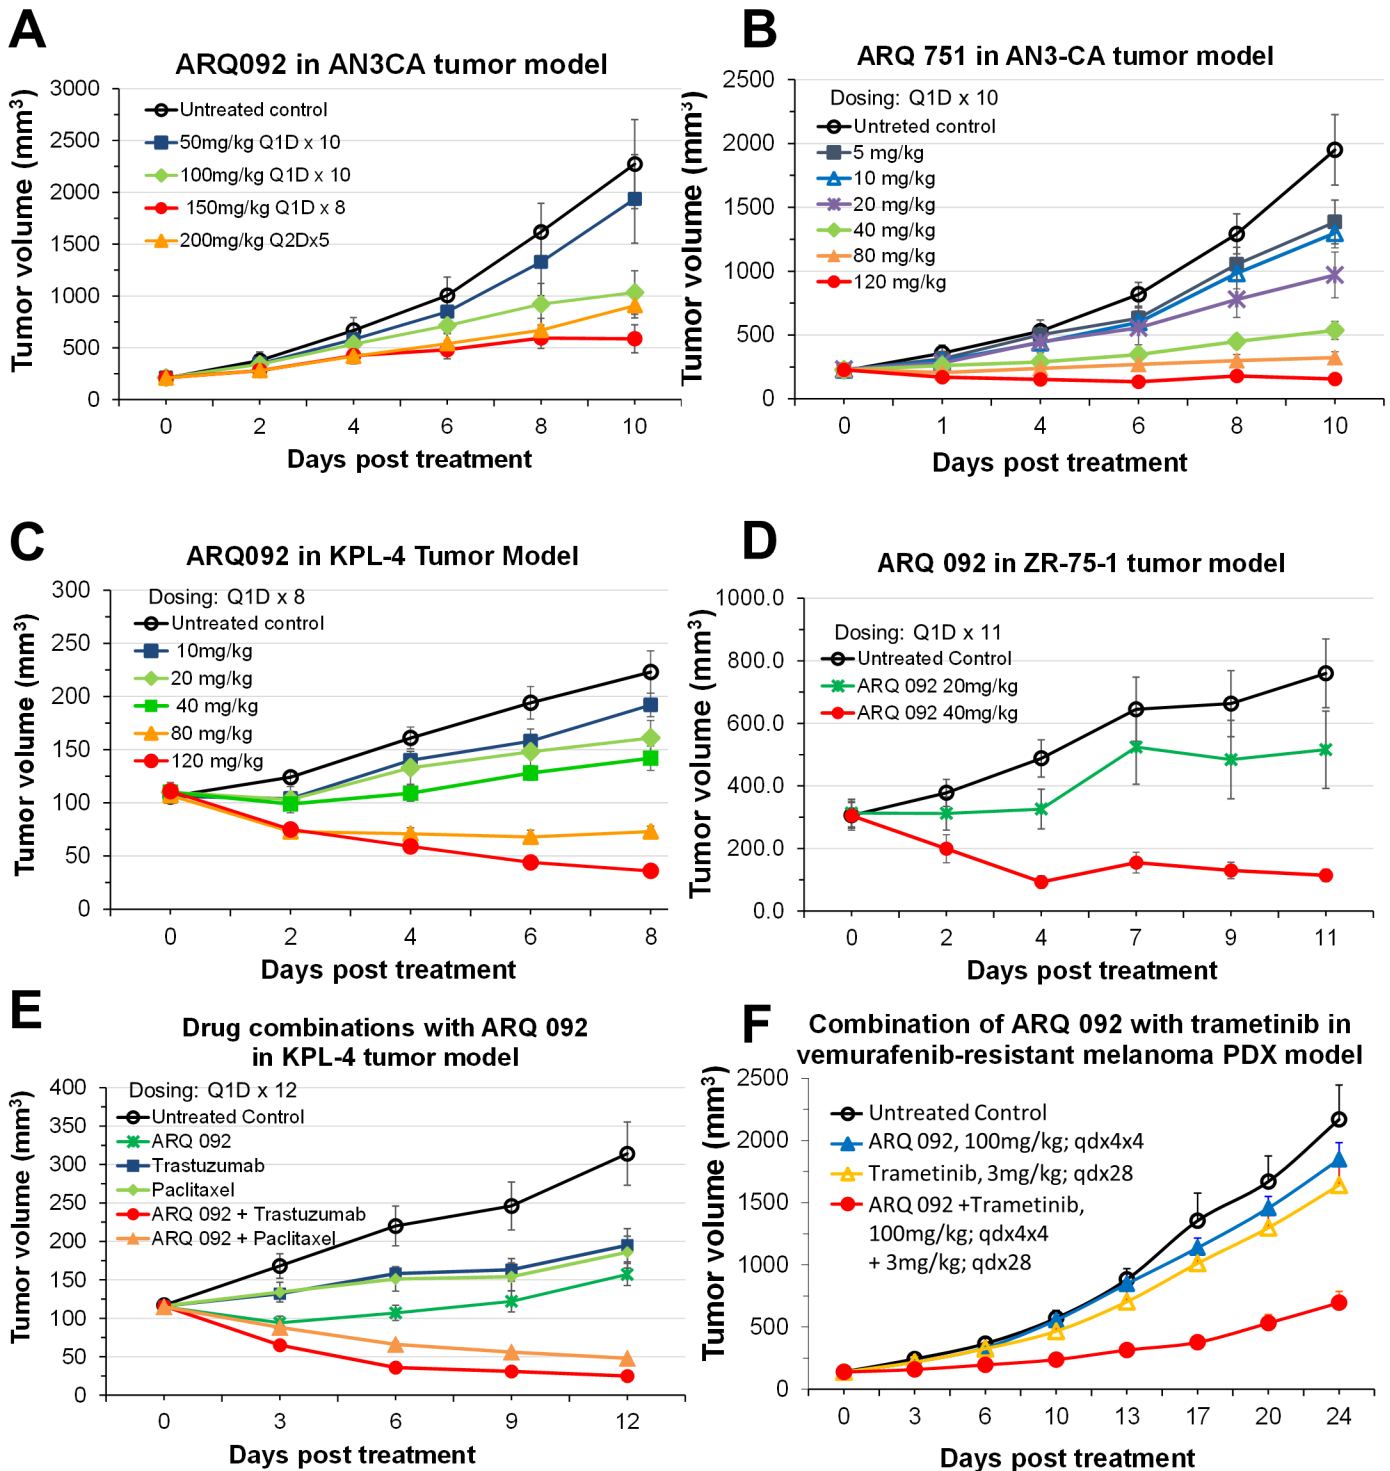 A
ARQ092 in AN3CA tumor model
Tumor volume (mm3)
3000
2500
2000
1500
1000
500
0
Untreated control
50mg/kg Q1D x 10
100mg/kg Q1D x 10
150mg/kg Q1D x 8
200mg/kg Q2Dx5
0 2 4 6 8 10
Days post treatment
B
ARQ 751 in AN3-CA tumor model
Tumor volume (mm3)
2500
2000
1500
1000
500
0
Dosing: Q1D x 10
Untreted control
5 mg/kg
10 mg/kg
20 mg/kg
40 mg/kg
80 mg/kg
120 mg/kg
0 1 4 6 8 10
Days post treatment
C
ARQ092 in KPL-4 Tumor Model
Tumor volume (mm3)
300
250
200
150
100
50
0
Dosing: Q1D x 8
Untreated control
10mg/kg
20 mg/kg
40 mg/kg
80 mg/kg
120 mg/kg
0 2 4 6 8
Days post treatment
D
ARQ 092 in ZR-75-1 tumor model
Tumor volume (mm3)
1000.0
800.0
600.0
400.0
200.0
0.0
Dosing: Q1D x 11
Untreated Control
ARQ 092 20mg/kg
ARQ 092 40mg/kg
0 2 4 7 9 11
Days post treatment
E
Drug combinations with ARQ 092
in KPL-4 tumor model
Tumor volume (mm3)
400
350
300
250
200
150
100
50
0
Dosing: Q1D x 12
Untreated Control
ARQ 092
Trastuzumab
Paclitaxel
ARQ 092 + Trastuzumab
ARQ 092 + Paclitaxel
0 3 6 9 12
Days post treatment
F
Combination of ARQ 092 with trametinib in
vemurafenib-resistant melanoma PDX model
Tumor volume (mm3)
2500
2000
1500
1000
500
0
Untreated Control
ARQ 092, 100mg/kg; qdx4x4
Trametinib, 3mg/kg; qdx28
ARQ 092 +Trametinib,
100mg/kg; qdx4x4
+ 3mg/kg; qdx28
0 3 6 10 13 17 20 24
Days post treatment